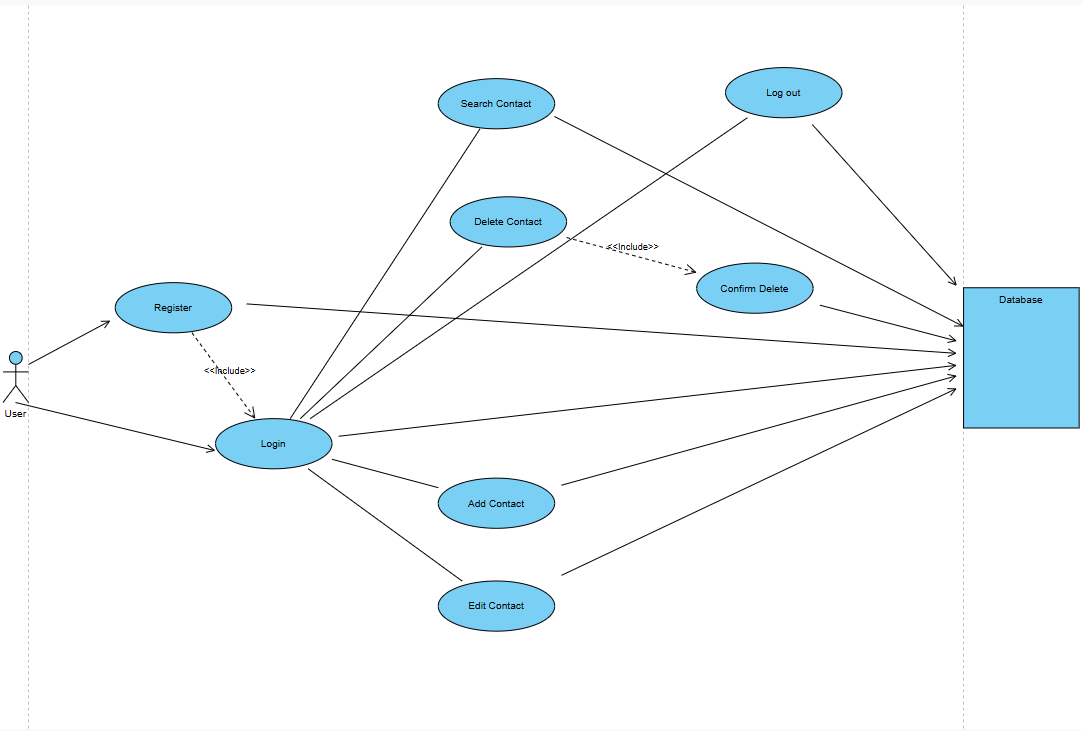 Log out
Search Contact
Delete Contact
<<Include>>
Confirm Delete
Database
Register
<<Include>>
User
Login
Add Contact
Edit Contact